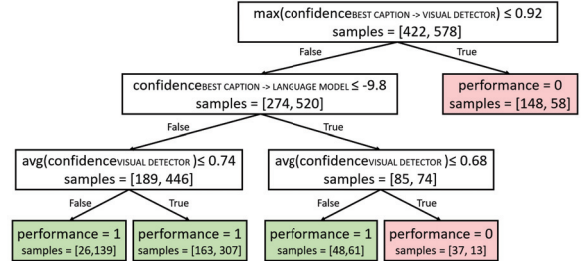 max(confidenceBEST CAPTION -> VISUAL DETECTOR) ≤ 0.92
samples = [422, 578]
False
True
confidenceBEST CAPTION -> LANGUAGE MODEL ≤ -9.8
samples = [274, 520]
performance = 0
samples = [148, 58]
False
True
avg(confidenceVISUAL DETECTOR)≤ 0.74
samples = [189, 446]
avg(confidenceVISUAL DETECTOR)≤ 0.68
samples = [85, 74]
False
True
False
True
performance = 1
samples = [26,139]
performance = 1
samples = [163, 307]
performance = 1
samples = [48,61]
performance = 0
samples = [37, 13]